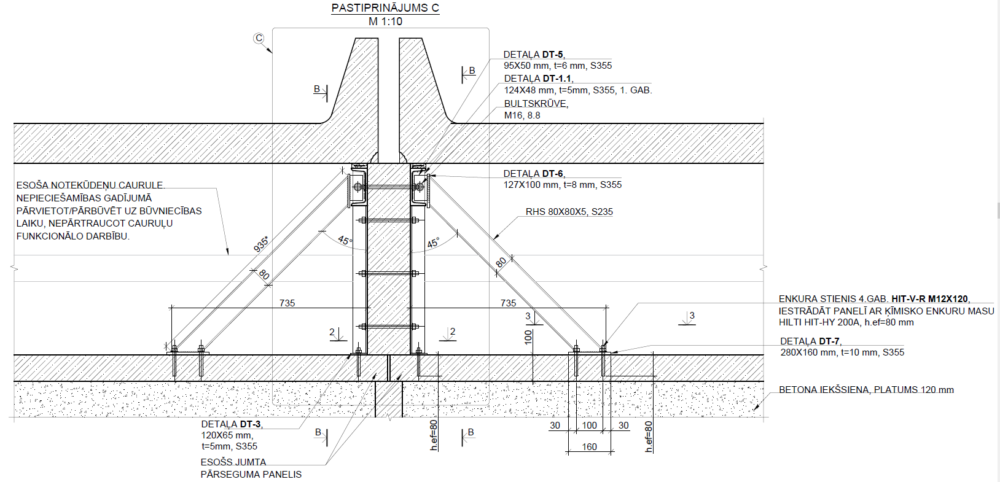 PASTIPRINĀJUMS C
M 1:10
C
B
B
DETAĻA DT-5,
95X50 mm, t=6 mm, S355
DETAĻA DT-1.1,
124X48 mm, t=5mm, S355, 1. GAB.
BULTSKRŪVE,
M16, 8.8
DETAĻA DT-6,
127X100 mm, t=8 mm, S355
RHS 80X80X5, S235
ESOŠA NOTEKŪDEŅU CAURULE.
NEPIECIEŠAMĪBAS GADĪJUMĀ
PĀRVIETOT/PĀRBŪVĒT UZ BŪVNIECĪBAS
LAIKU, NEPĀRTRAUCOT CAURUĻU
FUNKCIONĀLO DARBĪBU.
935*
80
45°
45°
80
735
735
2
2
3
3
100
ENKURA STIENIS 4.GAB. HIT-V-R M12X120,
IESTRĀDĀT PANELĪ AR ĶĪMISKO ENKURU MASU
HILTI HIT-HY 200A, h.ef=80 mm
DETAĻA DT-7,
280X160 mm, t=10 mm, S355
BETONA IEKŠSIENA, PLATUMS 120 mm
DETAĻA DT-3,
120X65 mm,
t=5mm, S355
ESOŠS JUMTA
PĀRSEGUMA PANELIS
B
B
h.ef=80
30
100
30
160
h.ef=80